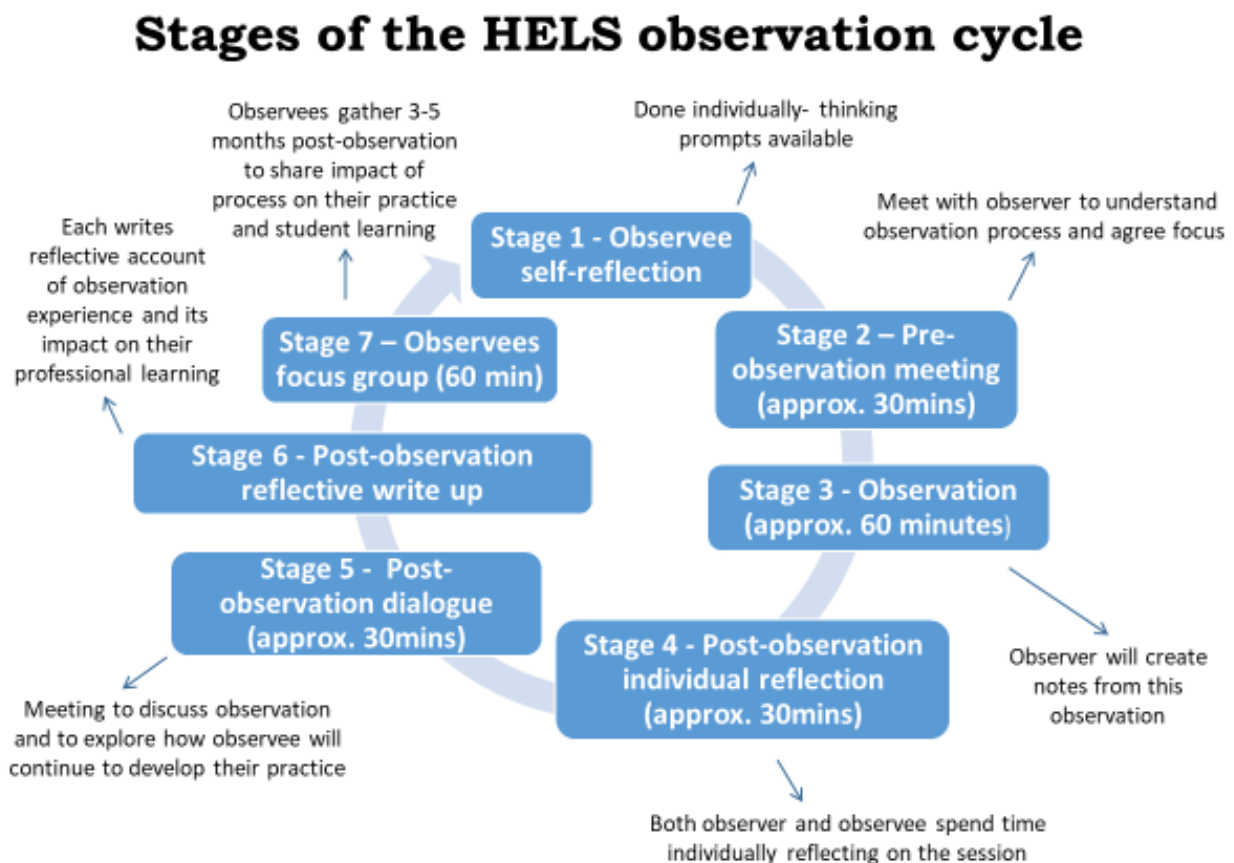 Stages of the HELS observation cycle
Done individually- thinking
prompts available
Stage 1 - Observee
self-reflection
Meet with observer to understand
observation process and agree focus
Stage 2 – Pre-
observation meeting
(approx. 30mins)
Stage 3 - Observation
(approx. 60 minutes)
Observer will create
notes from this
observation
Stage 4 - Post-observation
individual reflection
(approx. 30mins)
Both observer and observee spend time
individually reflecting on the session
Stage 5 - Post-
observation dialogue
(approx. 30mins)
Meeting to discuss observation
and to explore how observee will
continue to develop their practice
Stage 6 - Post-observation
reflective write up
Each writes
reflective account
of observation
experience and its
impact on their
professional learning
Stage 7 – Observees
focus group (60 min)
Observees gather 3-5
months post-observation
to share impact of
process on their practice
and student learning